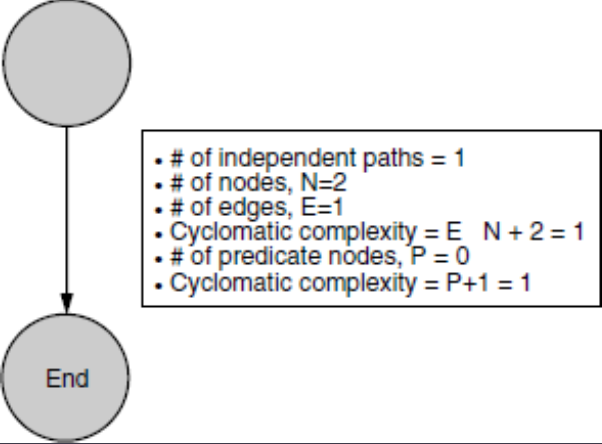 • # of independent paths = 1
• # of nodes, N=2
• # of edges, E=1
• Cyclomatic complexity = E   N + 2 = 1
• # of predicate nodes, P = 0
• Cyclomatic complexity = P+1 = 1
End